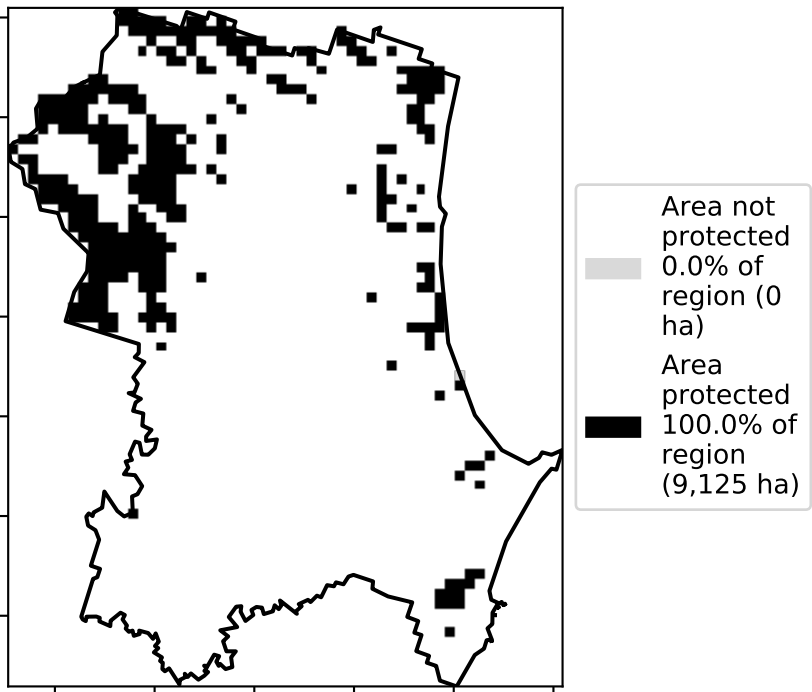 Area not
protected
0.0% of
region (0
ha)
Area
protected
100.0% of
region
(9,125 ha)